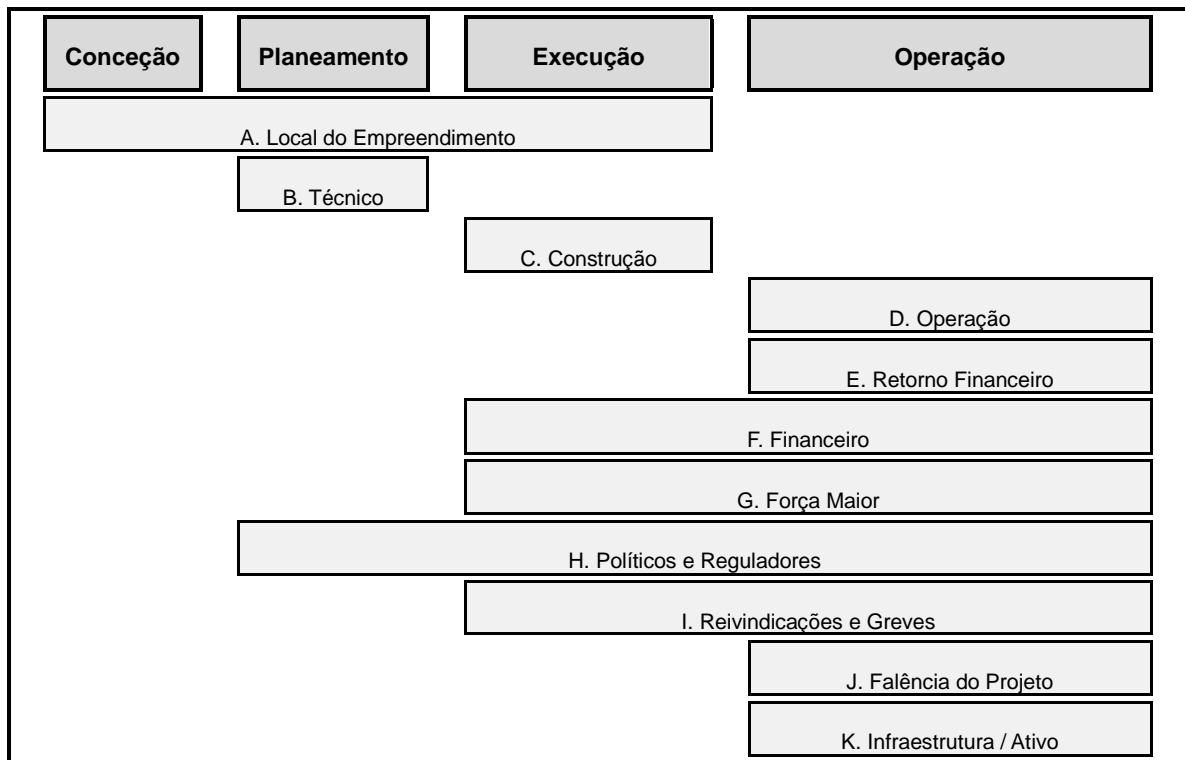 Conceção Planeamento Execução Operação
A. Local do Empreendimento
B. Técnico
C. Construção
D. Operação
E. Retorno Financeiro
F. Financeiro
G. Força Maior
H. Políticos e Reguladores
I. Reivindicações e Greves
J. Falência do Projeto
K. Infraestrutura / Ativo